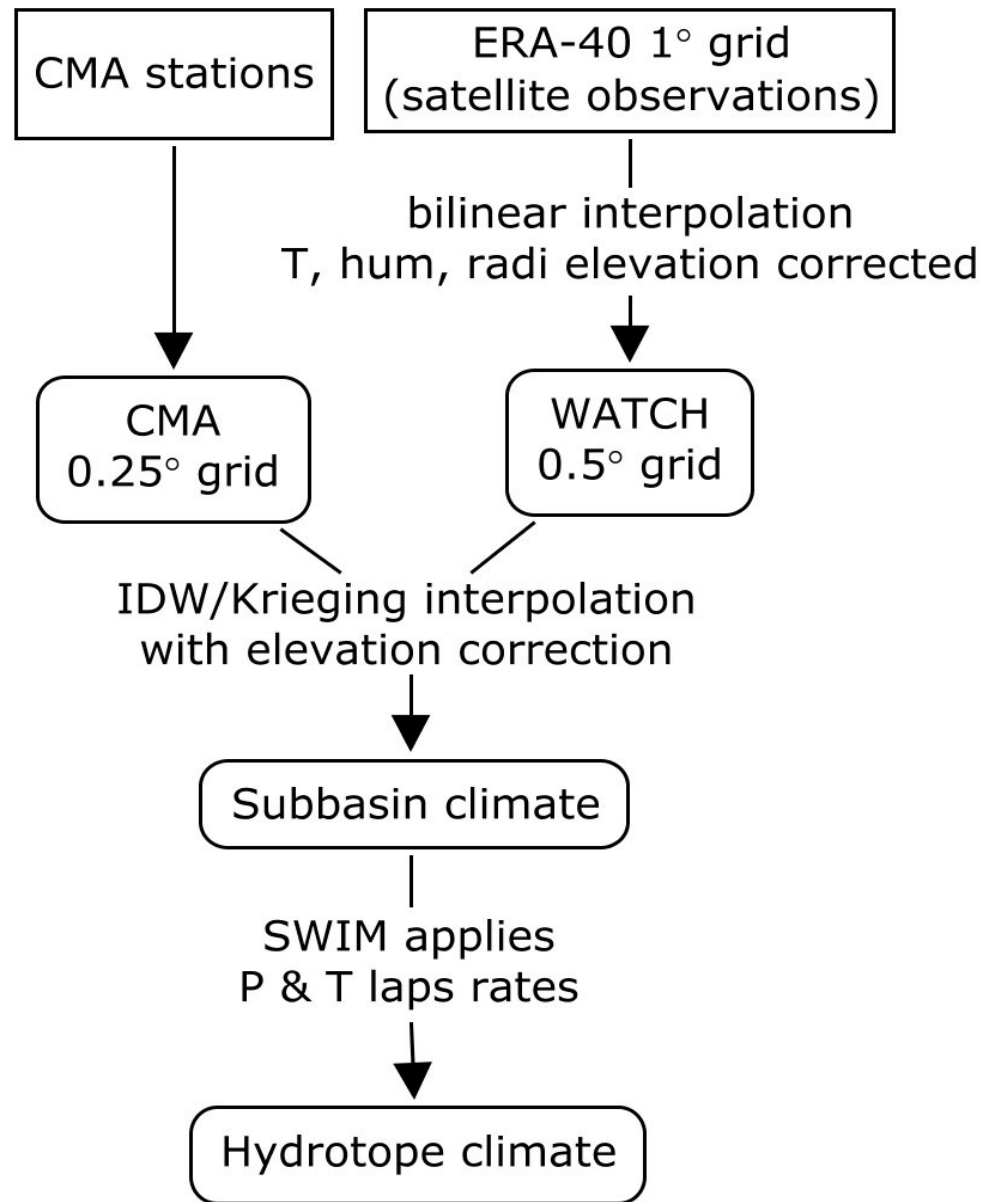 CMA stations
ERA-40 1° grid
(satellite observations)
bilinear interpolation
T, hum, radi elevation corrected
CMA
0.25° grid
WATCH
0.5° grid
IDW/Krieging interpolation
with elevation correction
Subbasin climate
SWIM applies
P & T laps rates
Hydrotope climate